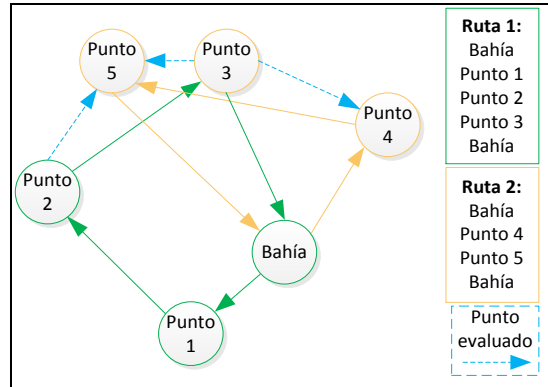 Punto
5
Punto
3
Punto
4
Punto
2
Bahía
Punto
1
Ruta 1:
Bahía
Punto 1
Punto 2
Punto 3
Bahía
Ruta 2:
Bahía
Punto 4
Punto 5
Bahía
Punto
evaluado